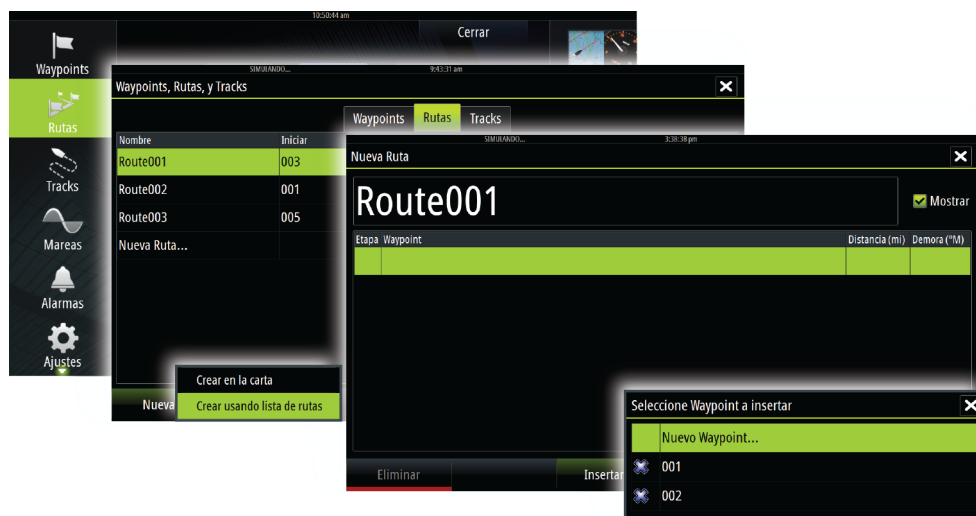 10:50:44 am
Cerrar
Waypoints
Rutas
Tracks
Mareas
Alarmas
Ajustes
SIMULANDO... 9:43:31 am
Waypoints, Rutas, y Tracks
Waypoints Rutas Tracks
Nombre Iniciar
Route001 003
Route002 001
Route003 005
Nueva Ruta...
Nueva
Crear en la carta
Crear usando lista de rutas
SIMULANDO... 3:38:38 pm
Nueva Ruta
Route001
Mostrar
Etapa Waypoint Distancia (mi) Demora (°M)
Eliminar Insertar
Seleccione Waypoint a insertar
Nuevo Waypoint...
001
002